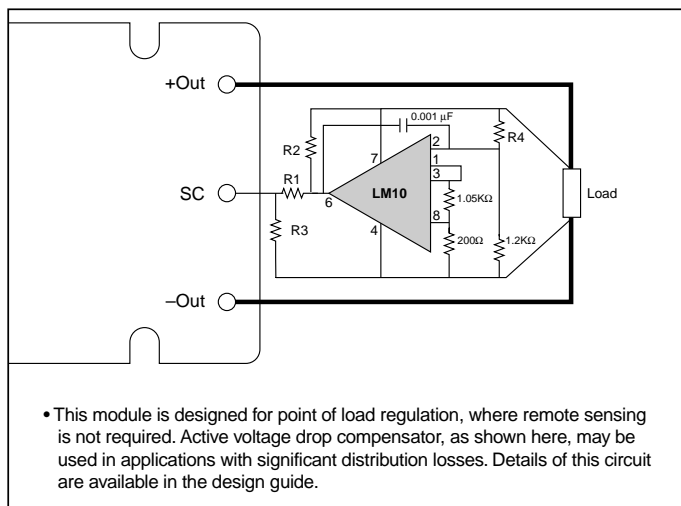 +Out
0.001 µF
R2
R4
7
2
1
3
R1
SC
6
LM10
1.05KΩ
Load
R3
4
8
200Ω
1.2KΩ
–Out
• This module is designed for point of load regulation, where remote sensing
is not required. Active voltage drop compensator, as shown here, may be
used in applications with significant distribution losses. Details of this circuit
are available in the design guide.